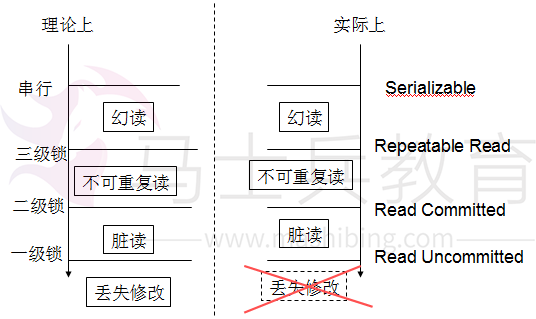 理论上
实际上
串行
Serializable
幻读
幻读
三级锁
Repeatable Read
不可重复读
不可重复读
二级锁
Read Committed
脏读
脏读
一级锁
Read Uncommitted
丢失修改
丢失修改
马士兵教育
www.mashibing.com